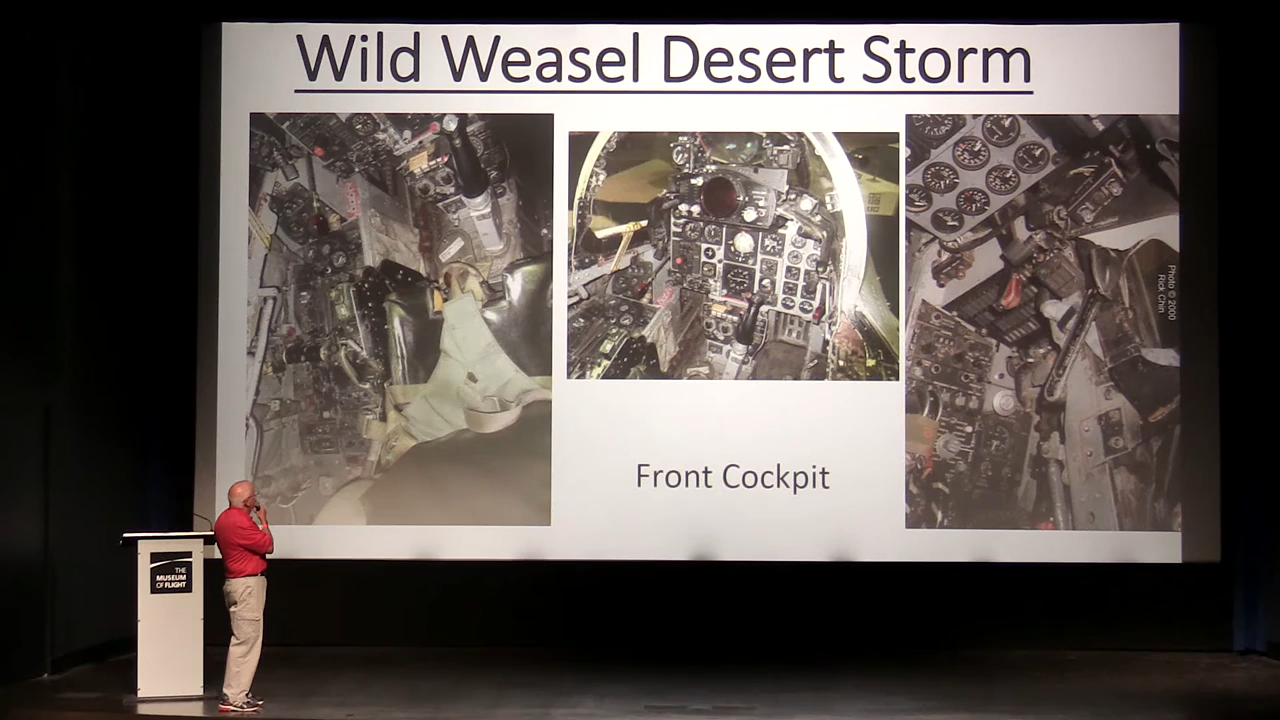 Wild Weasel Desert Storm
Photo © 2000
Rick Chin
Front Cockpit
THE
MUSEUM
OF FLIGHT